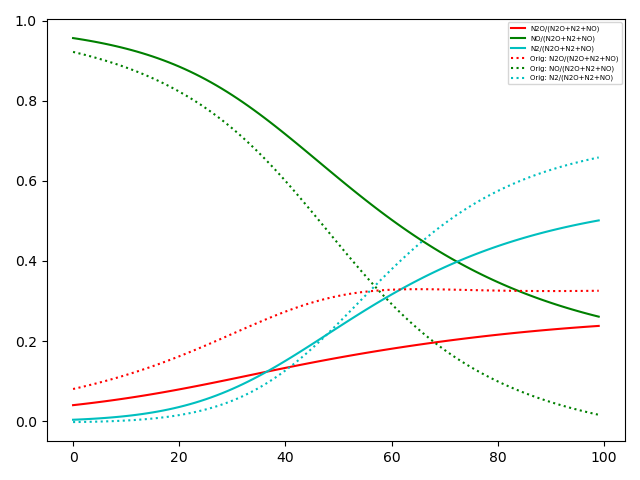 1.0
0.8
0.6
0.4
0.2
0.0
0 20 40 60 80 100
N2O/(N2O+N2+NO)
NO/(N2O+N2+NO)
N2/(N2O+N2+NO)
Orig: N2O/(N2O+N2+NO)
Orig: NO/(N2O+N2+NO)
Orig: N2/(N2O+N2+NO)